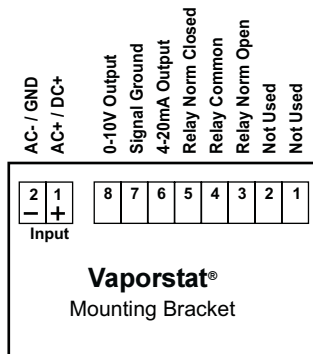 AC- / GND
AC+ / DC+
0-10V Output
Signal Ground
4-20mA Output
Relay Norm Closed
Relay Common
Relay Norm Open
Not Used
Not Used
2 1 8 7 6 5 4 3 2 1
− +
Input
Vaporstat®
Mounting Bracket